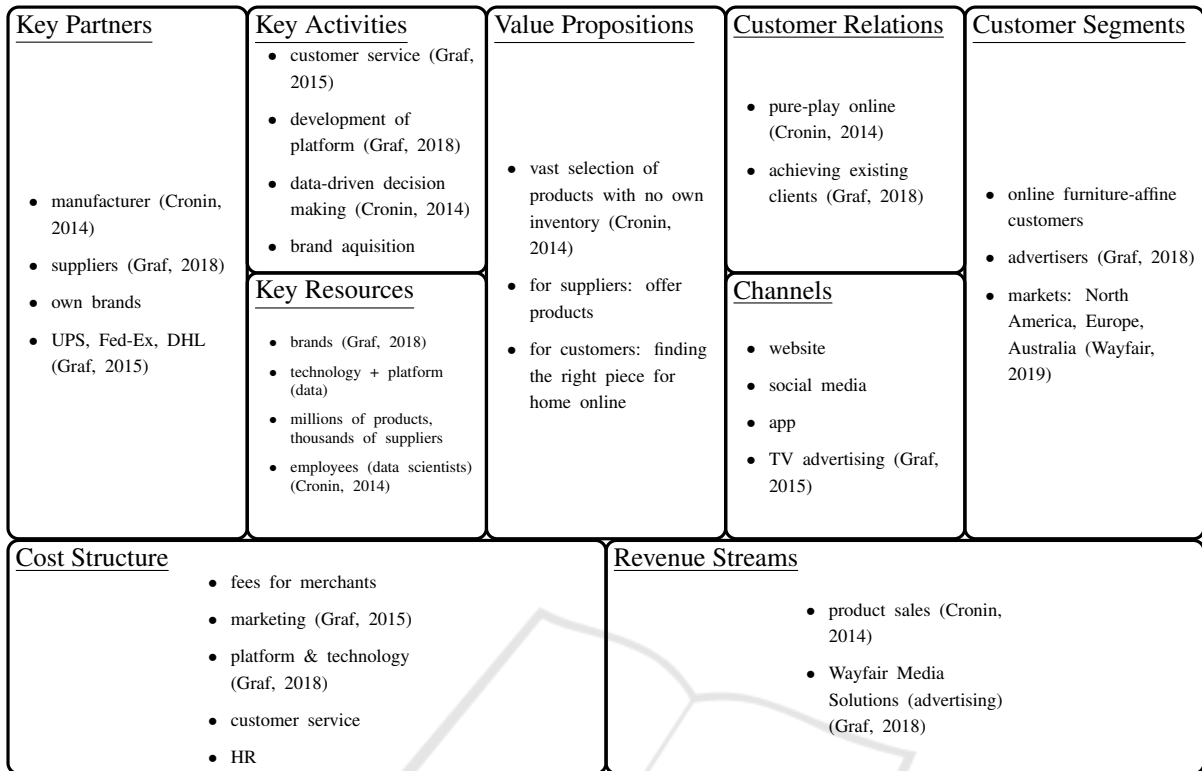 Key Partners
• manufacturer (Cronin,
2014)
• suppliers (Graf, 2018)
• own brands
• UPS, Fed-Ex, DHL
(Graf, 2015)
Key Activities
• customer service (Graf,
2015)
• development of
platform (Graf, 2018)
• data-driven decision
making (Cronin, 2014)
• brand aquisition
Key Resources
• brands (Graf, 2018)
• technology + platform
(data)
• millions of products,
thousands of suppliers
• employees (data scientists)
(Cronin, 2014)
Value Propositions
• vast selection of
products with no own
inventory (Cronin,
2014)
• for suppliers: offer
products
• for customers: finding
the right piece for
home online
Customer Relations
• pure-play online
(Cronin, 2014)
• achieving existing
clients (Graf, 2018)
Channels
• website
• social media
• app
• TV advertising (Graf,
2015)
Customer Segments
• online furniture-affine
customers
• advertisers (Graf, 2018)
• markets: North
America, Europe,
Australia (Wayfair,
2019)
Cost Structure
• fees for merchants
• marketing (Graf, 2015)
• platform & technology
(Graf, 2018)
• customer service
• HR
Revenue Streams
• product sales (Cronin,
2014)
• Wayfair Media
Solutions (advertising)
(Graf, 2018)